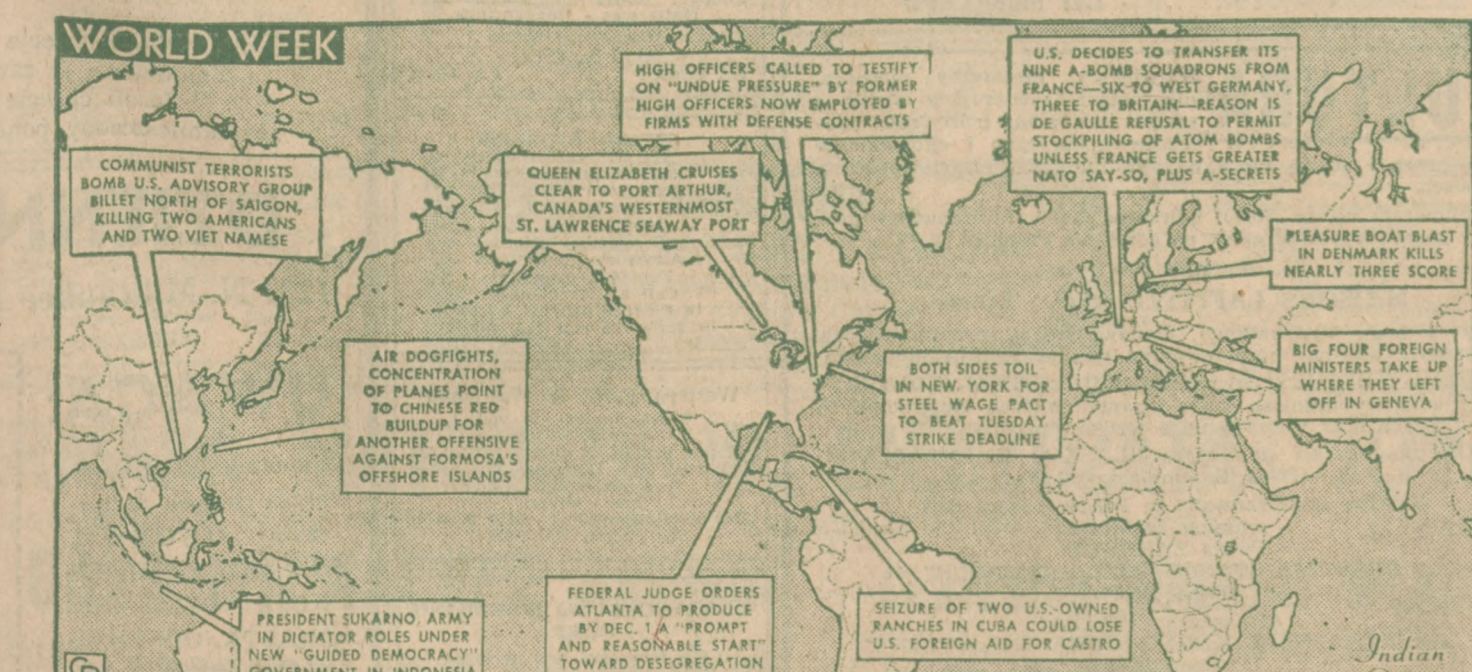 WORLD WEEK
COMMUNIST TERRORISTS
BOMB U.S. ADVISORY GROUP
BILLET NORTH OF SAIGON,
KILLING TWO AMERICANS
AND TWO VIET NAMESE
HIGH OFFICERS CALLED TO TESTIFY
ON "UNDUE PRESSURE" BY FORMER
HIGH OFFICERS NOW EMPLOYED BY
FIRMS WITH DEFENSE CONTRACTS
QUEEN ELIZABETH CRUISES
CLEAR TO PORT ARTHUR,
CANADA'S WESTERNMOST
ST. LAWRENCE SEAWAY PORT
U.S. DECIDES TO TRANSFER ITS
NINE A-BOMB SQUADRONS FROM
FRANCE—SIX TO WEST GERMANY,
THREE TO BRITAIN—REASON IS
DE GAULLE REFUSAL TO PERMIT
STOCKPILING OF ATOM BOMBS
UNLESS FRANCE GETS GREATER
NATO SAY-SO, PLUS A-SECRETS
PLEASURE BOAT BLAST
IN DENMARK KILLS
NEARLY THREE SCORE
BIG FOUR FOREIGN
MINISTERS TAKE UP
WHERE THEY LEFT
OFF IN GENEVA
AIR DOGFIGHTS,
CONCENTRATION
OF PLANES POINT
TO CHINESE RED
BUILDUP FOR
ANOTHER OFFENSIVE
AGAINST FORMOSA'S
OFFSHORE ISLANDS
BOTH SIDES TOIL
IN NEW YORK FOR
STEEL WAGE PACT
TO BEAT TUESDAY
STRIKE DEADLINE
PRESIDENT SUKARNO, ARMY
IN DICTATOR ROLES UNDER
NEW "GUIDED DEMOCRACY"
GOVERNMENT IN INDONESIA
FEDERAL JUDGE ORDERS
ATLANTA TO PRODUCE
BY DEC. 1 A "PROMPT
AND REASONABLE START"
TOWARD DESEGREGATION
SEIZURE OF TWO U.S.-OWNED
RANCHES IN CUBA COULD LOSE
U.S. FOREIGN AID FOR CASTRO
Indian